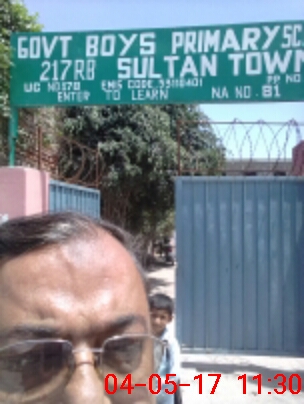 GOVT BOYS PRIMARY SC
217RB SULTAN TOWN
UC NO 178 EMIS CODE 33110401 PP NO
ENTER TO LEARN NA NO. 81
04-05-17 11:30